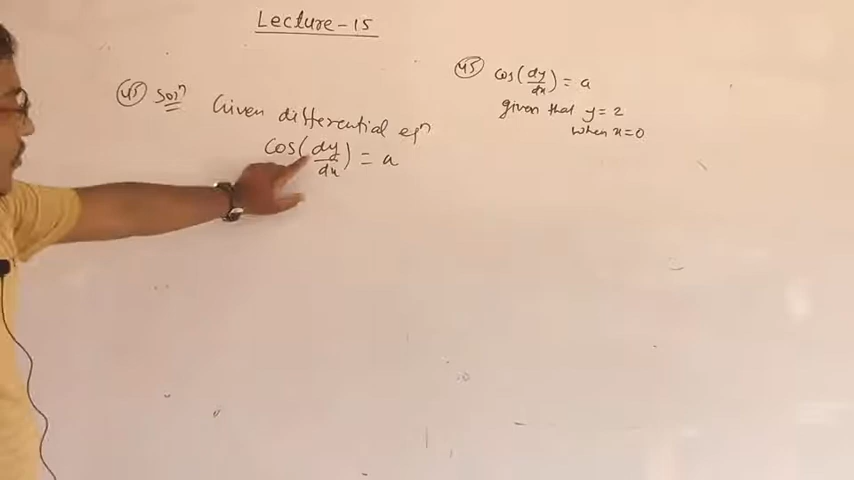 Lecture-15
45 Solⁿ Given differential eqⁿ
cos(dy/dx) = a
45 cos(dy/dx) = a
given that y=2
when x=0